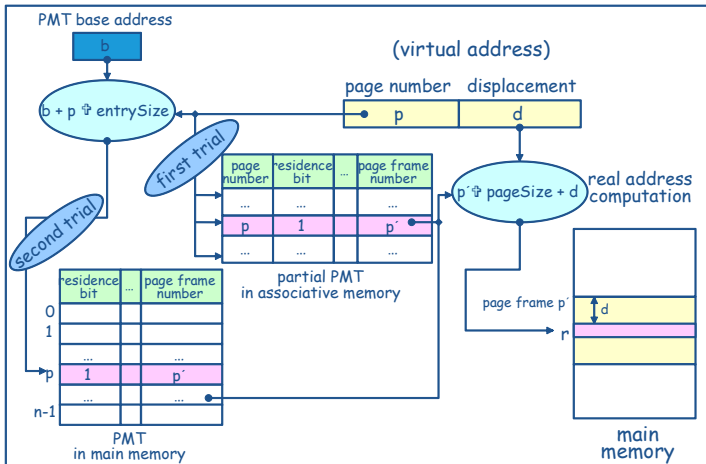 PMT base address
b
(virtual address)
page number displacement
p d
b + p ✞ entrySize
first trial
second trial
page number residence bit ... page frame number
... ... ...
p 1 p´
... ... ...
partial PMT
in associative memory
p´✞ pageSize + d
real address
computation
residence bit ... page frame number
0
1
... ...
p 1 p´
... ...
n-1
PMT
in main memory
page frame p´
d
r
main
memory